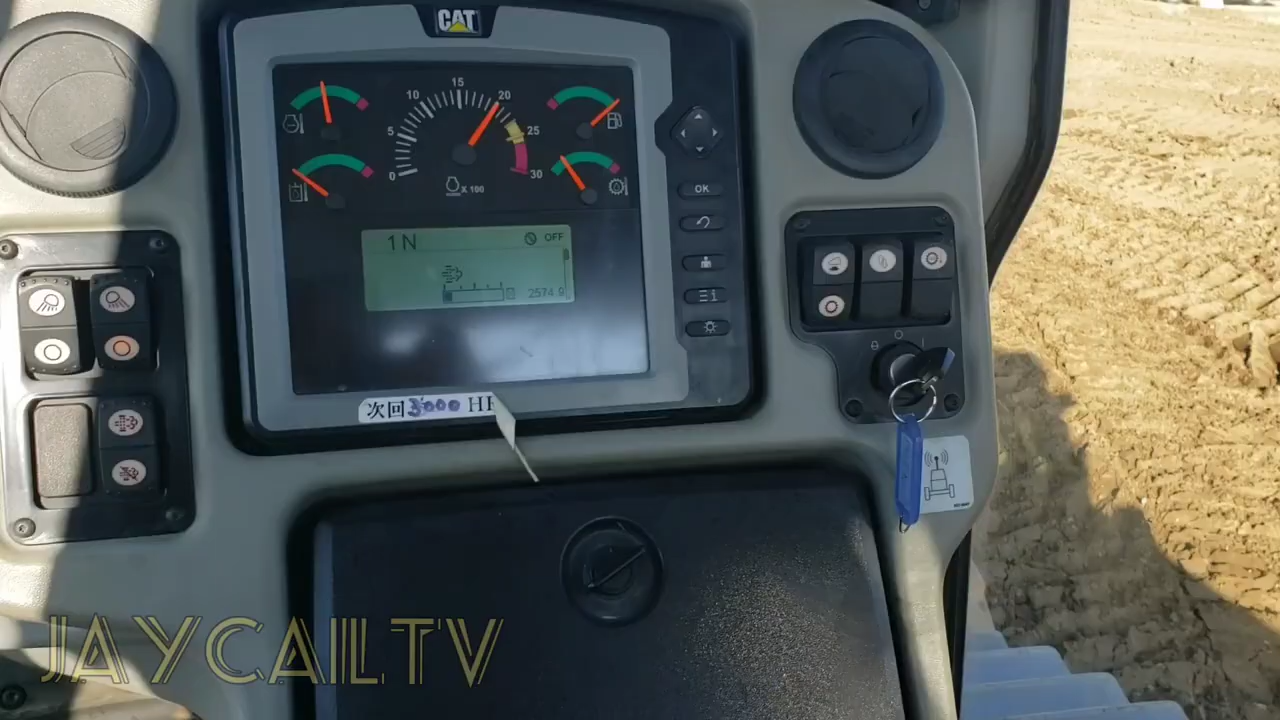 CAT
0 5 10 15 20 25 30
X 100
1N OFF
2574.9
OK
i
次回3000 HR
JAYCAILTV